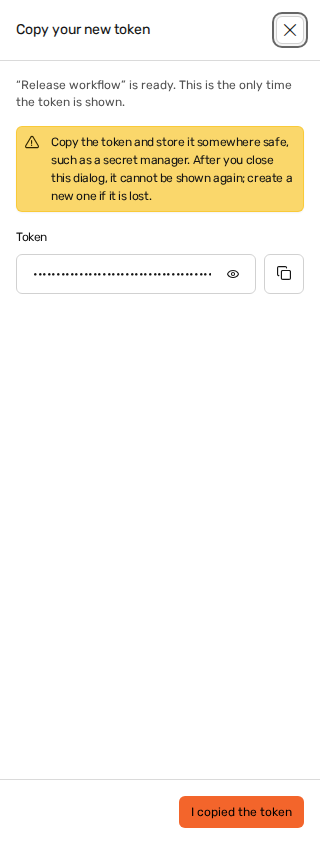 Copy your new token
“Release workflow” is ready. This is the only time
the token is shown.
Copy the token and store it somewhere safe,
such as a secret manager. After you close
this dialog, it cannot be shown again; create a
new one if it is lost.
Token
I copied the token